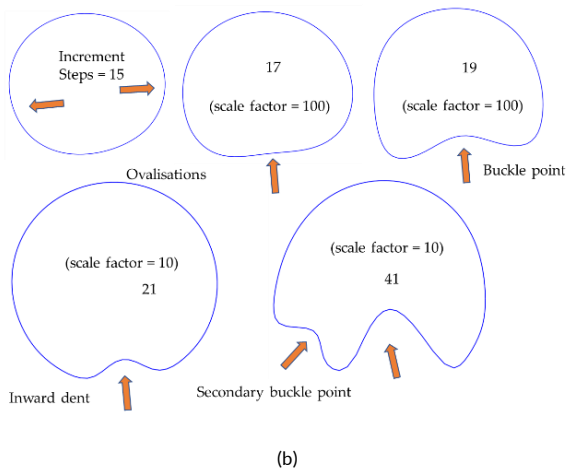 Increment
Steps = 15
17
(scale factor = 100)
19
(scale factor = 100)
Ovalisations
Buckle point
(scale factor = 10)
21
(scale factor = 10)
41
Inward dent
Secondary buckle point
(b)